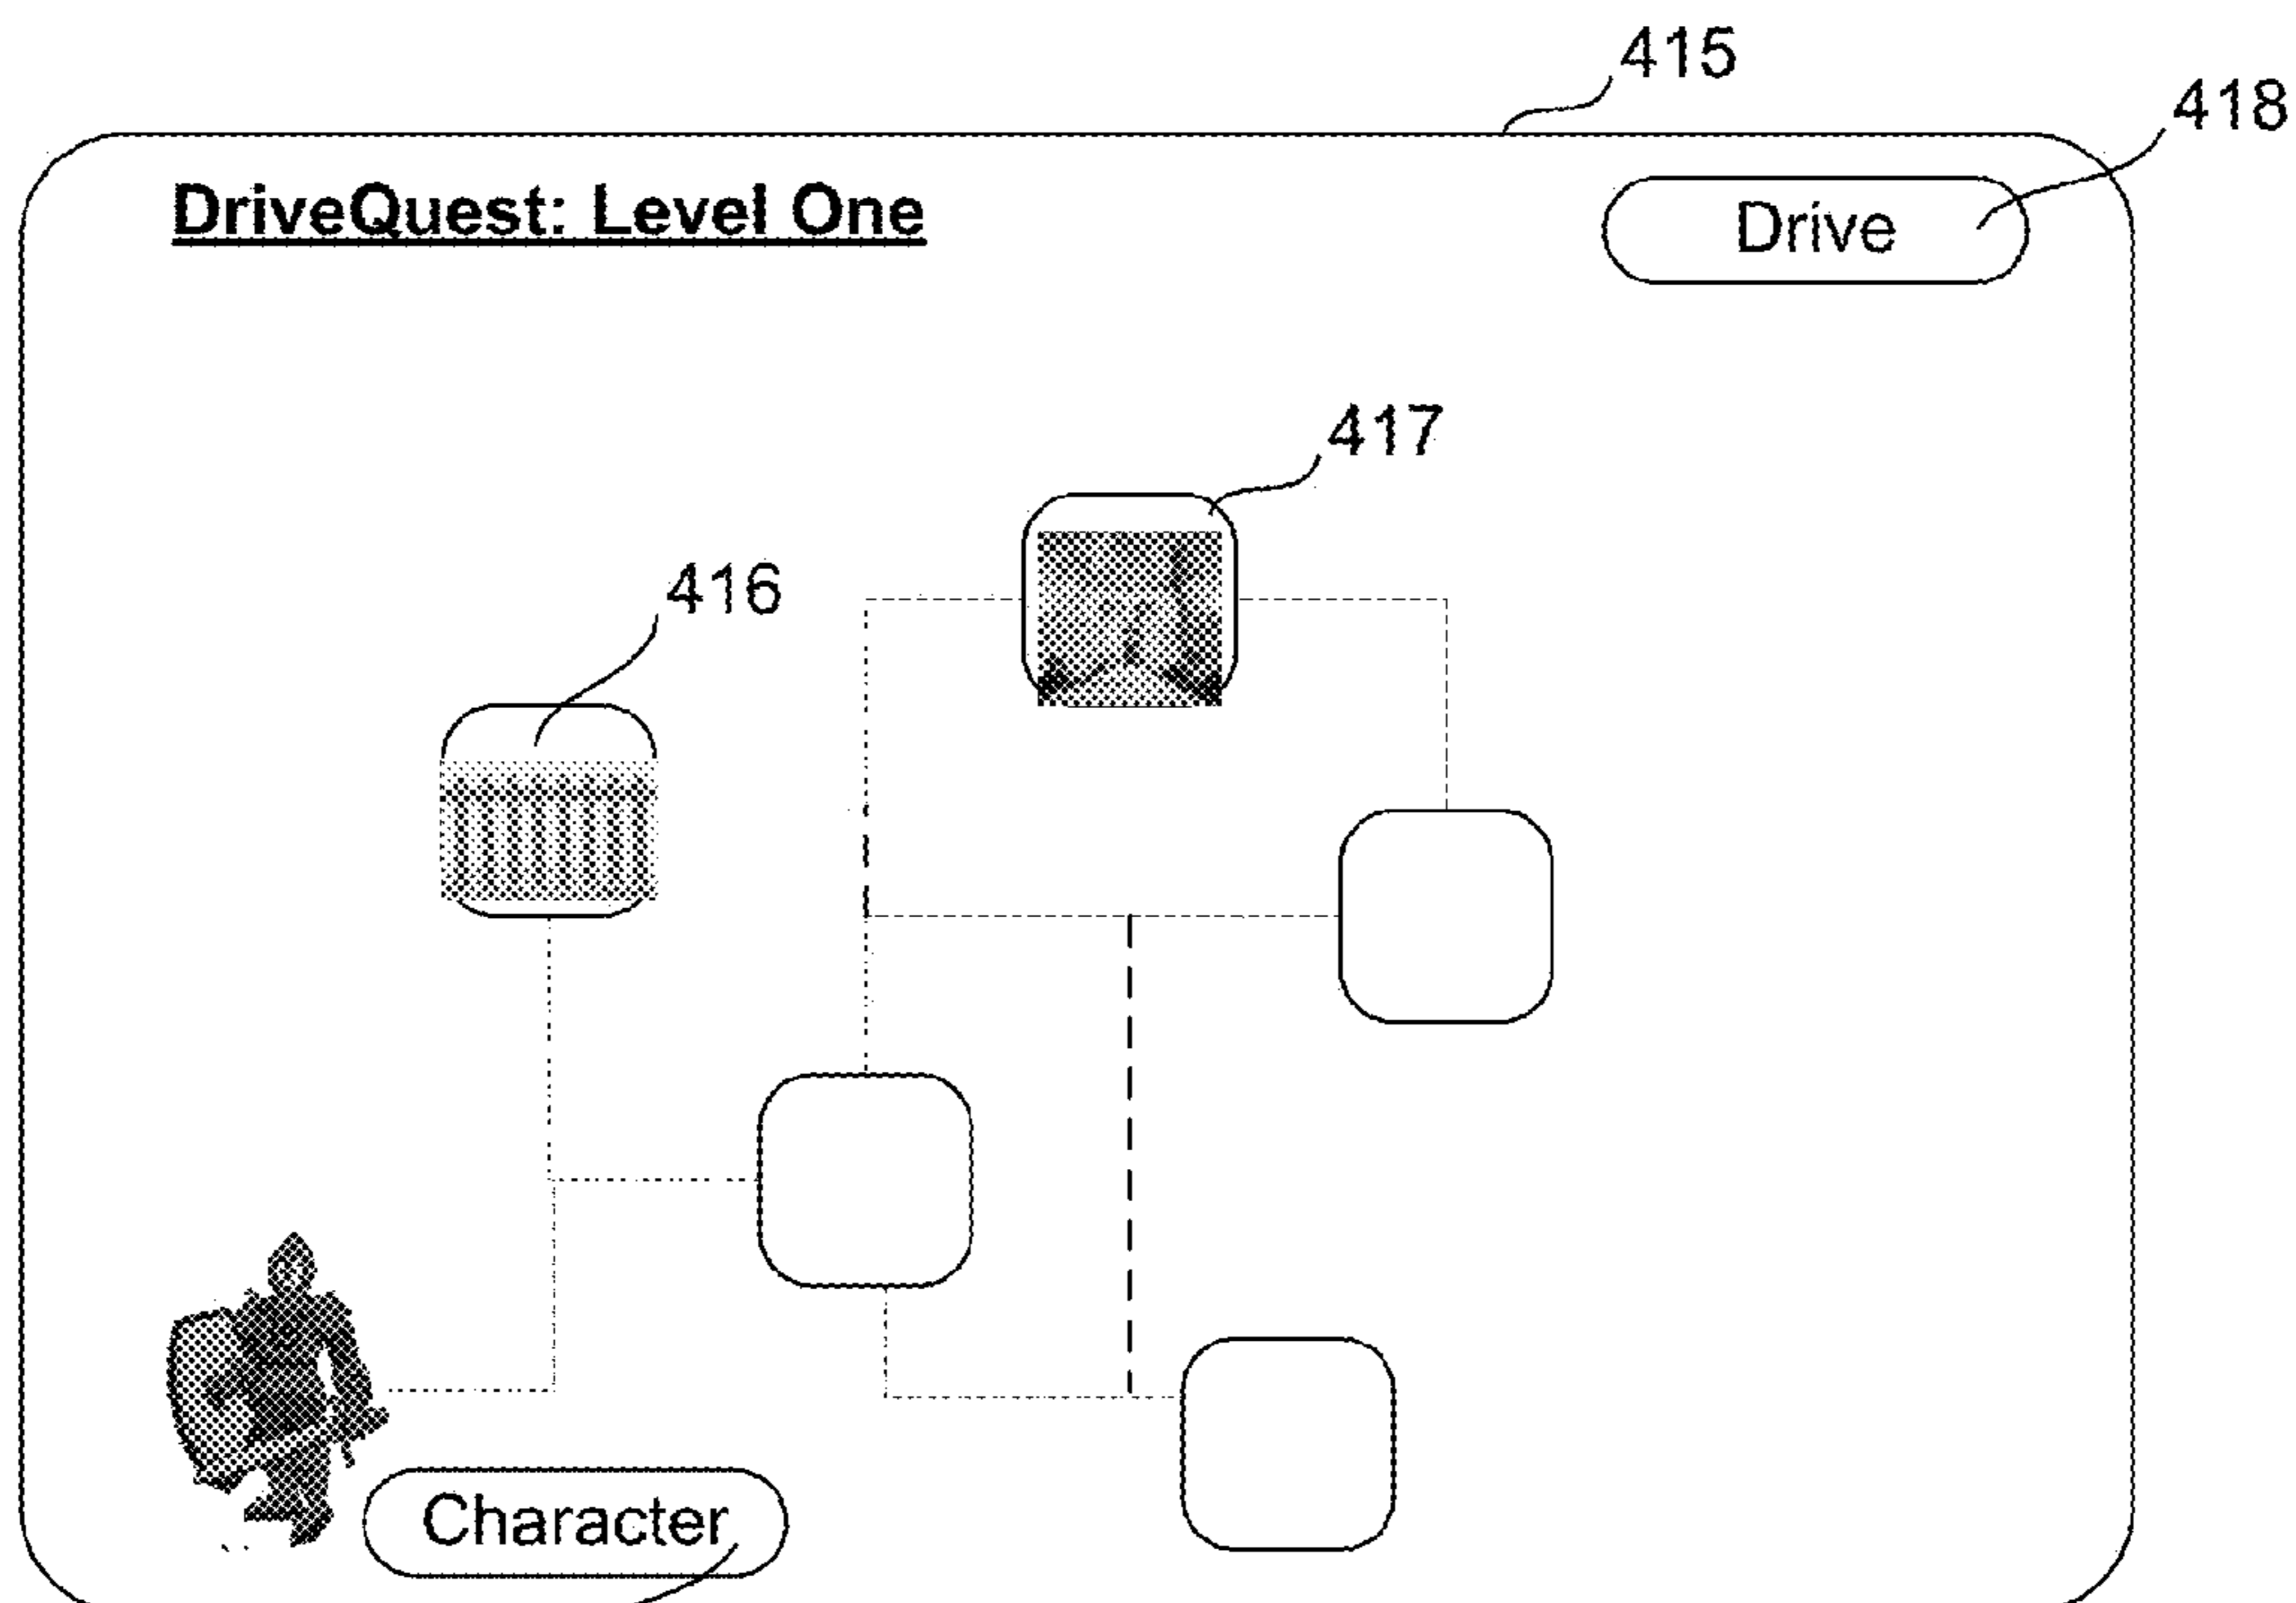 415
418
DriveQuest: Level One
Drive
417
416
Character